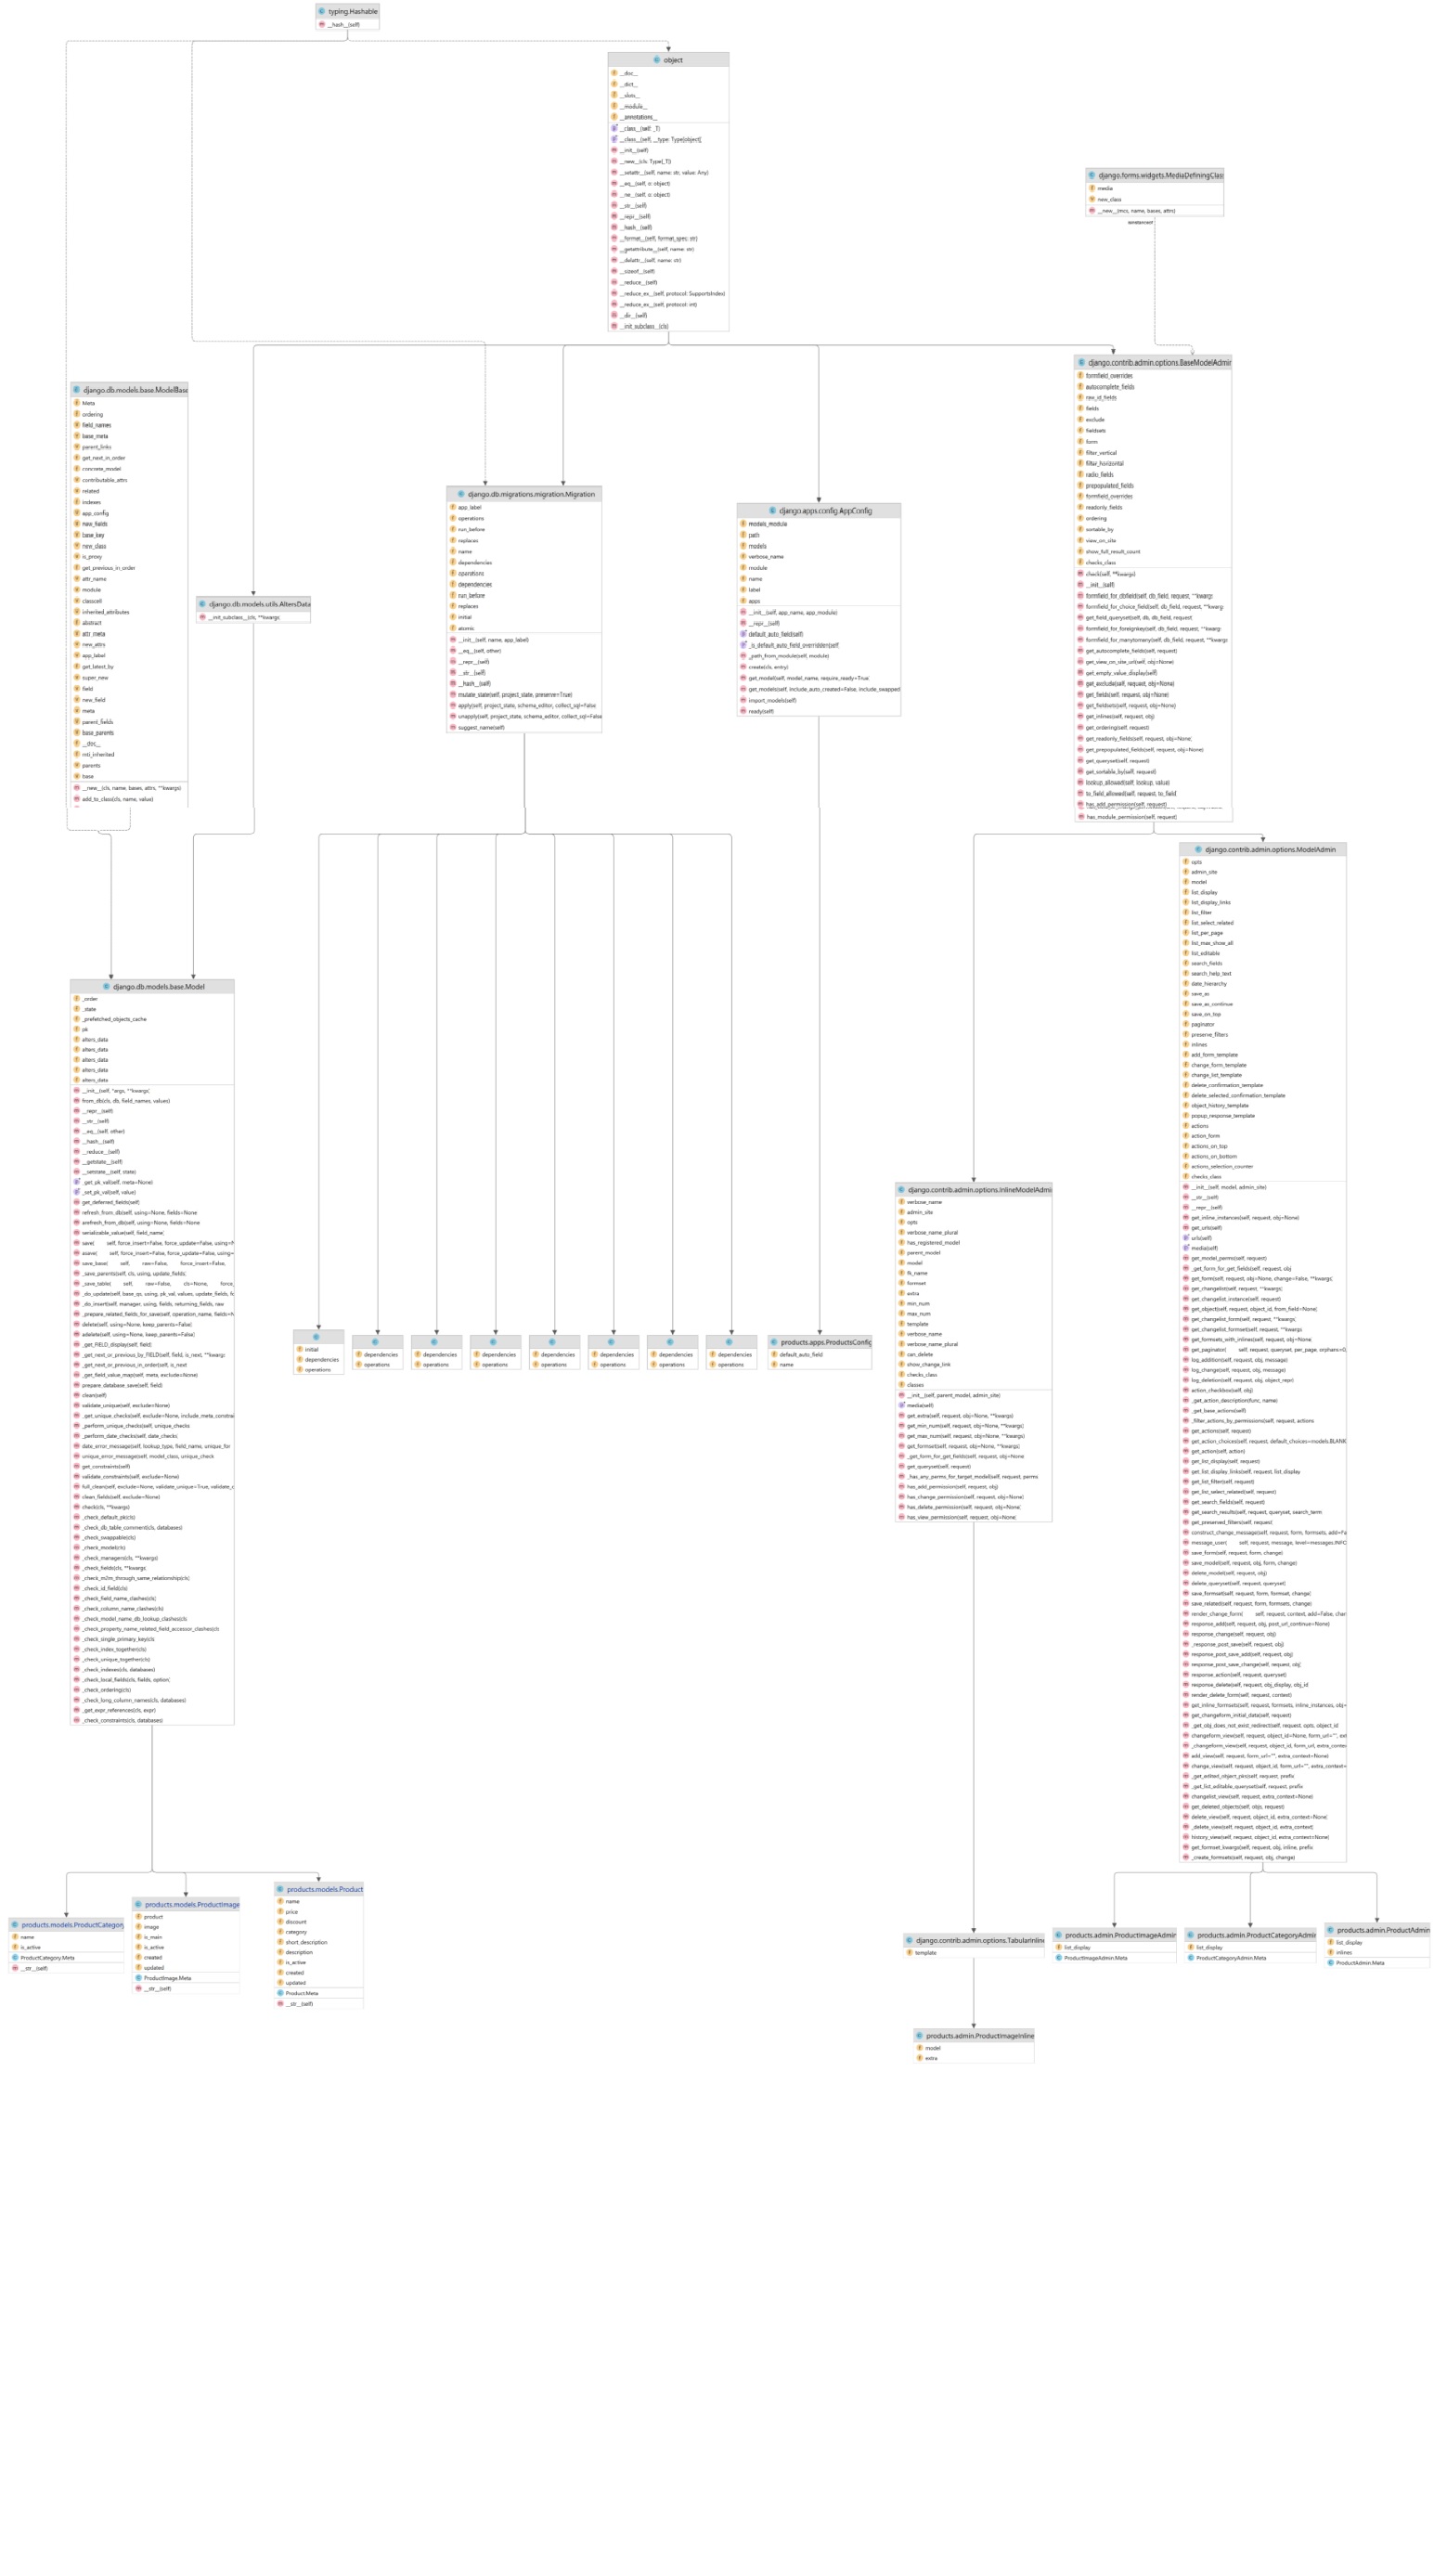 typing.Hashable
__hash__(self)
object
__doc__
__dict__
__slots__
__module__
__annotations__
__class__(self: _T)
__class__(self, __type: Type[object]
__init__(self)
__new__(cls: Type[_T])
__setattr__(self, name: str, value: Any)
__eq__(self, o: object)
__ne__(self, o: object)
__str__(self)
__repr__(self)
__hash__(self)
__format__(self, format_spec: str)
__getattribute__(self, name: str)
__delattr__(self, name: str)
__sizeof__(self)
__reduce__(self)
__reduce_ex__(self, protocol: SupportsIndex)
__reduce_ex__(self, protocol: int)
__dir__(self)
__init_subclass__(cls)
django.forms.widgets.MediaDefiningClass
media
new_class
__new__(mcs, name, bases, attrs)
django.db.models.base.ModelBase
Meta
ordering
field_names
base_meta
parent_links
get_next_in_order
concrete_model
contributable_attrs
related
indexes
app_config
new_fields
base_key
new_class
is_proxy
get_previous_in_order
attr_name
module
classcell
inherited_attributes
abstract
attr_meta
new_attrs
app_label
get_latest_by
super_new
field
new_field
meta
parent_fields
base_parents
__doc__
mti_inherited
parents
base
__new__(cls, name, bases, attrs, **kwargs)
add_to_class(cls, name, value)
django.db.models.utils.AltersData
__init_subclass__(cls, **kwargs)
django.db.migrations.migration.Migration
app_label
operations
run_before
replaces
name
dependencies
operations
dependencies
run_before
replaces
initial
atomic
__init__(self, name, app_label)
__eq__(self, other)
__repr__(self)
__str__(self)
__hash__(self)
mutate_state(self, project_state, preserve=True)
apply(self, project_state, schema_editor, collect_sql=False
unapply(self, project_state, schema_editor, collect_sql=False
suggest_name(self)
django.apps.config.AppConfig
models_module
path
models
verbose_name
module
name
label
apps
__init__(self, app_name, app_module)
__repr__(self)
default_auto_field(self)
_is_default_auto_field_overridden(self
_path_from_module(self, module)
create(cls, entry)
get_model(self, model_name, require_ready=True
get_models(self, include_auto_created=False, include_swapped
import_models(self)
ready(self)
django.contrib.admin.options.BaseModelAdmin
formfield_overrides
autocomplete_fields
raw_id_fields
fields
exclude
fieldsets
form
filter_vertical
filter_horizontal
radio_fields
prepopulated_fields
formfield_overrides
readonly_fields
ordering
sortable_by
view_on_site
show_full_result_count
checks_class
check(self, **kwargs)
__init__(self)
formfield_for_dbfield(self, db_field, request, **kwargs
formfield_for_choice_field(self, db_field, request, **kwarg
get_field_queryset(self, db, db_field, request)
formfield_for_foreignkey(self, db_field, request, **kwarg
formfield_for_manytomany(self, db_field, request, **kwargs
get_autocomplete_fields(self, request)
get_view_on_site_url(self, obj=None)
get_empty_value_display(self)
get_exclude(self, request, obj=None)
get_fields(self, request, obj=None)
get_fieldsets(self, request, obj=None)
get_inlines(self, request, obj)
get_ordering(self, request)
get_readonly_fields(self, request, obj=None)
get_prepopulated_fields(self, request, obj=None)
get_queryset(self, request)
get_sortable_by(self, request)
lookup_allowed(self, lookup, value)
to_field_allowed(self, request, to_field)
has_add_permission(self, request)
has_module_permission(self, request)
django.db.models.base.Model
_order
_state
_prefetched_objects_cache
pk
alters_data
alters_data
alters_data
alters_data
alters_data
__init__(self, *args, **kwargs)
from_db(cls, db, field_names, values)
__repr__(self)
__str__(self)
__eq__(self, other)
__hash__(self)
__reduce__(self)
__getstate__(self)
__setstate__(self, state)
_get_pk_val(self, meta=None)
_set_pk_val(self, value)
get_deferred_fields(self)
refresh_from_db(self, using=None, fields=None
arefresh_from_db(self, using=None, fields=None
serializable_value(self, field_name)
save( self, force_insert=False, force_update=False, using=N
asave( self, force_insert=False, force_update=False, using=
save_base( self, raw=False, force_insert=False,
_save_parents(self, cls, using, update_fields)
_save_table( self, raw=False, cls=None, force_
_do_update(self, base_qs, using, pk_val, values, update_fields, fo
_do_insert(self, manager, using, fields, returning_fields, raw
_prepare_related_fields_for_save(self, operation_name, fields=N
delete(self, using=None, keep_parents=False)
adelete(self, using=None, keep_parents=False)
_get_FIELD_display(self, field)
_get_next_or_previous_by_FIELD(self, field, is_next, **kwargs
_get_next_or_previous_in_order(self, is_next
_get_field_value_map(self, meta, exclude=None)
prepare_database_save(self, field)
clean(self)
validate_unique(self, exclude=None)
_get_unique_checks(self, exclude=None, include_meta_constrai
_perform_unique_checks(self, unique_checks
_perform_date_checks(self, date_checks
date_error_message(self, lookup_type, field_name, unique_for
unique_error_message(self, model_class, unique_check
get_constraints(self)
validate_constraints(self, exclude=None)
full_clean(self, exclude=None, validate_unique=True, validate_c
clean_fields(self, exclude=None)
check(cls, **kwargs)
_check_default_pk(cls)
_check_db_table_comment(cls, databases)
_check_swappable(cls)
_check_model(cls)
_check_managers(cls, **kwargs)
_check_fields(cls, **kwargs
_check_m2m_through_same_relationship(cls)
_check_id_field(cls)
_check_field_name_clashes(cls)
_check_column_name_clashes(cls)
_check_model_name_db_lookup_clashes(cls
_check_property_name_related_field_accessor_clashes(cls
_check_single_primary_key(cls
_check_index_together(cls)
_check_unique_together(cls)
_check_indexes(cls, databases)
_check_local_fields(cls, fields, option)
_check_ordering(cls)
_check_long_column_names(cls, databases)
_get_expr_references(cls, expr)
_check_constraints(cls, databases)
django.contrib.admin.options.ModelAdmin
opts
admin_site
model
list_display
list_display_links
list_filter
list_select_related
list_per_page
list_max_show_all
list_editable
search_fields
search_help_text
date_hierarchy
save_as
save_as_continue
save_on_top
paginator
preserve_filters
inlines
add_form_template
change_form_template
change_list_template
delete_confirmation_template
delete_selected_confirmation_template
object_history_template
popup_response_template
actions
action_form
actions_on_top
actions_on_bottom
actions_selection_counter
checks_class
__init__(self, model, admin_site)
__str__(self)
__repr__(self)
get_inline_instances(self, request, obj=None)
get_urls(self)
urls(self)
media(self)
get_model_perms(self, request)
_get_form_for_get_fields(self, request, obj
get_form(self, request, obj=None, change=False, **kwargs)
get_changelist(self, request, **kwargs)
get_changelist_instance(self, request)
get_object(self, request, object_id, from_field=None)
get_changelist_form(self, request, **kwargs)
get_changelist_formset(self, request, **kwargs
get_formsets_with_inlines(self, request, obj=None
get_paginator( self, request, queryset, per_page, orphans=0,
log_addition(self, request, obj, message)
log_change(self, request, obj, message)
log_deletion(self, request, obj, object_repr)
action_checkbox(self, obj)
_get_action_description(func, name)
_get_base_actions(self)
_filter_actions_by_permissions(self, request, actions
get_actions(self, request)
get_action_choices(self, request, default_choices=models.BLANK
get_action(self, action)
get_list_display(self, request)
get_list_display_links(self, request, list_display
get_list_filter(self, request)
get_list_select_related(self, request)
get_search_fields(self, request)
get_search_results(self, request, queryset, search_term
get_preserved_filters(self, request)
construct_change_message(self, request, form, formsets, add=Fa
message_user( self, request, message, level=messages.INFO
save_form(self, request, form, change)
save_model(self, request, obj, form, change)
delete_model(self, request, obj)
delete_queryset(self, request, queryset)
save_formset(self, request, form, formset, change)
save_related(self, request, form, formsets, change)
render_change_form( self, request, context, add=False, chan
response_add(self, request, obj, post_url_continue=None)
response_change(self, request, obj)
_response_post_save(self, request, obj)
response_post_save_add(self, request, obj)
response_post_save_change(self, request, obj)
response_action(self, request, queryset)
response_delete(self, request, obj_display, obj_id
render_delete_form(self, request, context)
get_inline_formsets(self, request, formsets, inline_instances, obj=
get_changeform_initial_data(self, request)
_get_obj_does_not_exist_redirect(self, request, opts, object_id
changeform_view(self, request, object_id=None, form_url="", ext
_changeform_view(self, request, object_id, form_url, extra_contex
add_view(self, request, form_url="", extra_context=None)
change_view(self, request, object_id, form_url="", extra_context=
_get_edited_object_pks(self, request, prefix
_get_list_editable_queryset(self, request, prefix
changelist_view(self, request, extra_context=None)
get_deleted_objects(self, objs, request)
delete_view(self, request, object_id, extra_context=None)
_delete_view(self, request, object_id, extra_context)
history_view(self, request, object_id, extra_context=None)
get_formset_kwargs(self, request, obj, inline, prefix
_create_formsets(self, request, obj, change)
django.contrib.admin.options.InlineModelAdmin
verbose_name
admin_site
opts
verbose_name_plural
has_registered_model
parent_model
model
fk_name
formset
extra
min_num
max_num
template
verbose_name
verbose_name_plural
can_delete
show_change_link
checks_class
classes
__init__(self, parent_model, admin_site)
media(self)
get_extra(self, request, obj=None, **kwargs)
get_min_num(self, request, obj=None, **kwargs)
get_max_num(self, request, obj=None, **kwargs)
get_formset(self, request, obj=None, **kwargs)
_get_form_for_get_fields(self, request, obj=None
get_queryset(self, request)
_has_any_perms_for_target_model(self, request, perms
has_add_permission(self, request, obj)
has_change_permission(self, request, obj=None)
has_delete_permission(self, request, obj=None)
has_view_permission(self, request, obj=None)
initial
dependencies
operations
dependencies
operations
dependencies
operations
dependencies
operations
dependencies
operations
dependencies
operations
dependencies
operations
dependencies
operations
products.apps.ProductsConfig
default_auto_field
name
products.models.ProductCategory
name
is_active
ProductCategory.Meta
__str__(self)
products.models.ProductImage
product
image
is_main
is_active
created
updated
ProductImage.Meta
__str__(self)
products.models.Product
name
price
discount
category
short_description
description
is_active
created
updated
Product.Meta
__str__(self)
django.contrib.admin.options.TabularInline
template
products.admin.ProductImageAdmin
list_display
ProductImageAdmin.Meta
products.admin.ProductCategoryAdmin
list_display
ProductCategoryAdmin.Meta
products.admin.ProductAdmin
list_display
inlines
ProductAdmin.Meta
products.admin.ProductImageInline
model
extra